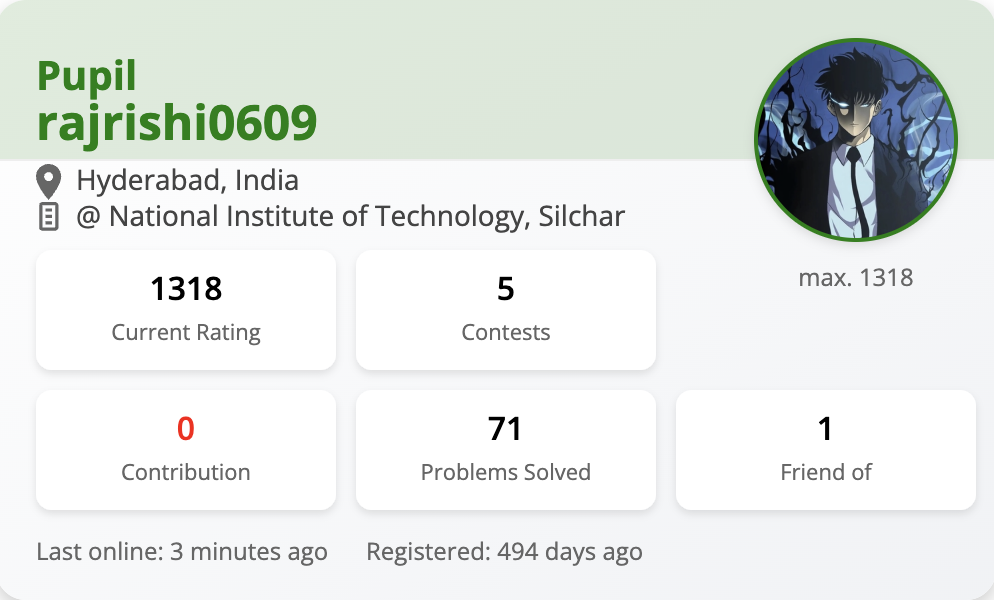 Pupil
rajrishi0609
Hyderabad, India
@ National Institute of Technology, Silchar
max. 1318
1318
Current Rating
5
Contests
0
Contribution
71
Problems Solved
1
Friend of
Last online: 3 minutes ago
Registered: 494 days ago